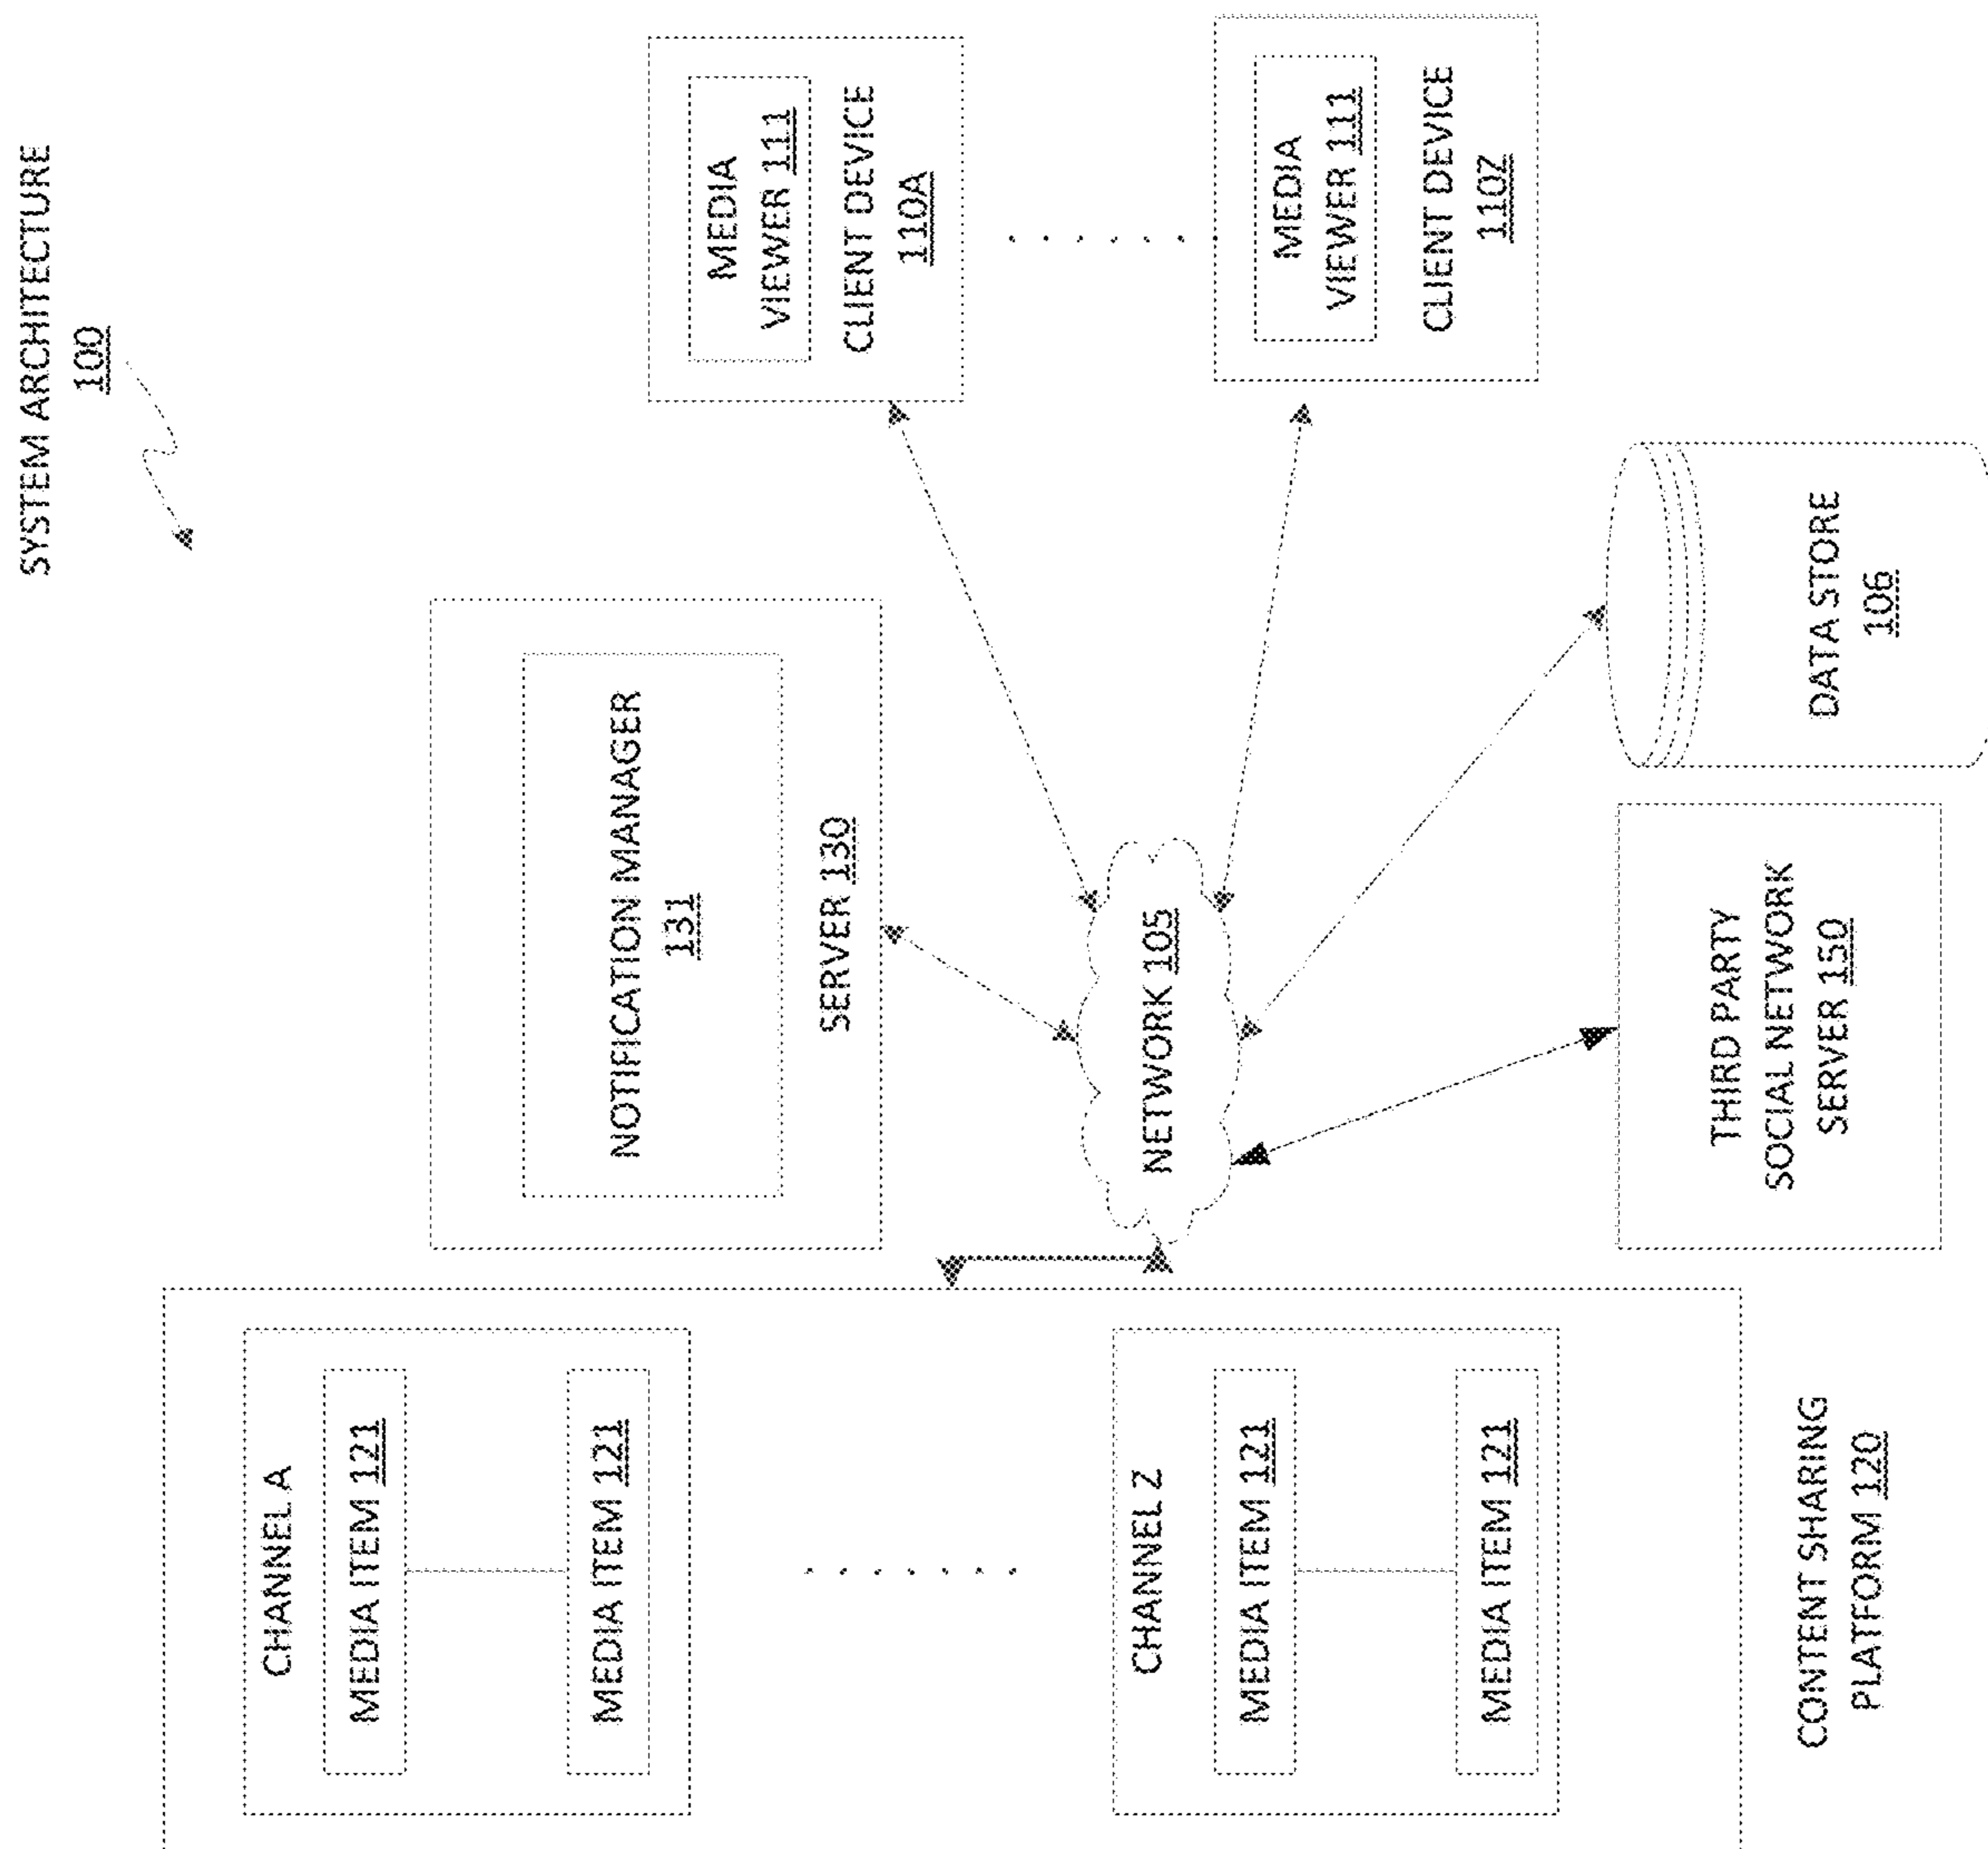 SYSTEM ARCHITECTURE
100
CHANNEL A
MEDIA ITEM 121
MEDIA ITEM 121
CHANNEL Z
MEDIA ITEM 121
MEDIA ITEM 121
CONTENT SHARING
PLATFORM 120
NOTIFICATION MANAGER
131
SERVER 130
NETWORK 105
THIRD PARTY
SOCIAL NETWORK
SERVER 150
DATA STORE
106
MEDIA
VIEWER 111
CLIENT DEVICE
110A
MEDIA
VIEWER 111
CLIENT DEVICE
110Z